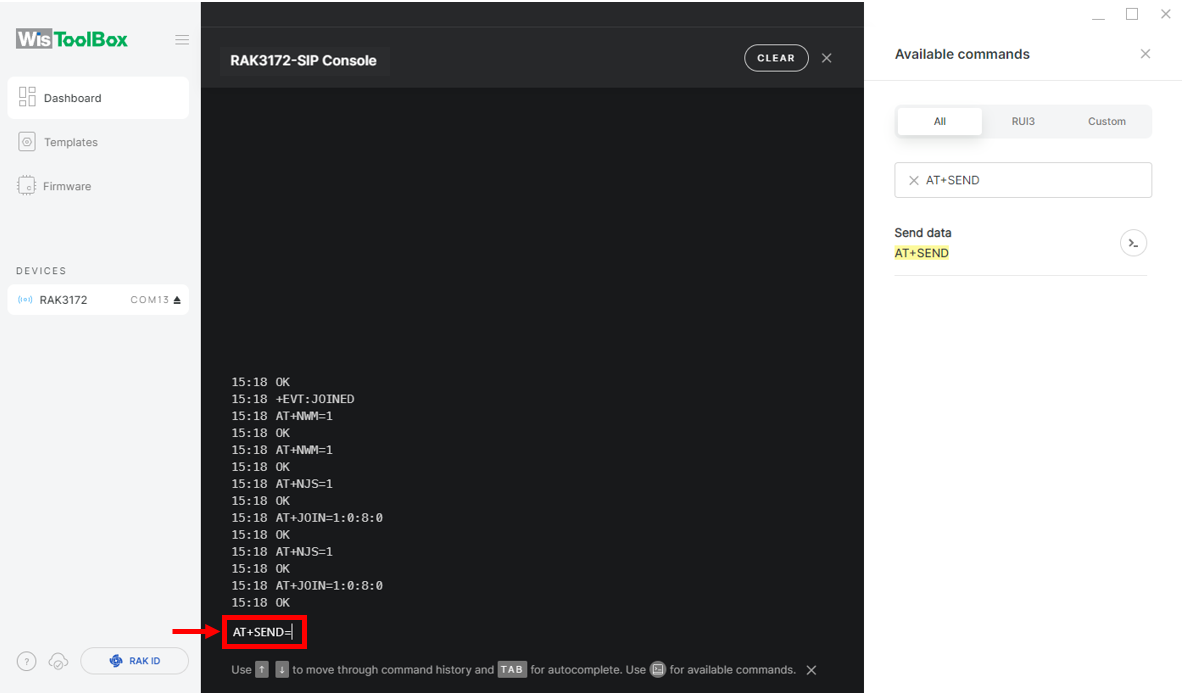 WisToolBox
Dashboard
Templates
Firmware
DEVICES
RAK3172 COM13
? RAK ID
RAK3172-SIP Console CLEAR
15:18 OK
15:18 +EVT:JOINED
15:18 AT+NWM=1
15:18 OK
15:18 AT+NWM=1
15:18 OK
15:18 AT+NJS=1
15:18 OK
15:18 AT+JOIN=1:0:8:0
15:18 OK
15:18 AT+NJS=1
15:18 OK
15:18 AT+JOIN=1:0:8:0
15:18 OK
AT+SEND=
Use ↑ ↓ to move through command history and TAB for autocomplete. Use for available commands.
Available commands
All RUI3 Custom
AT+SEND
Send data
AT+SEND